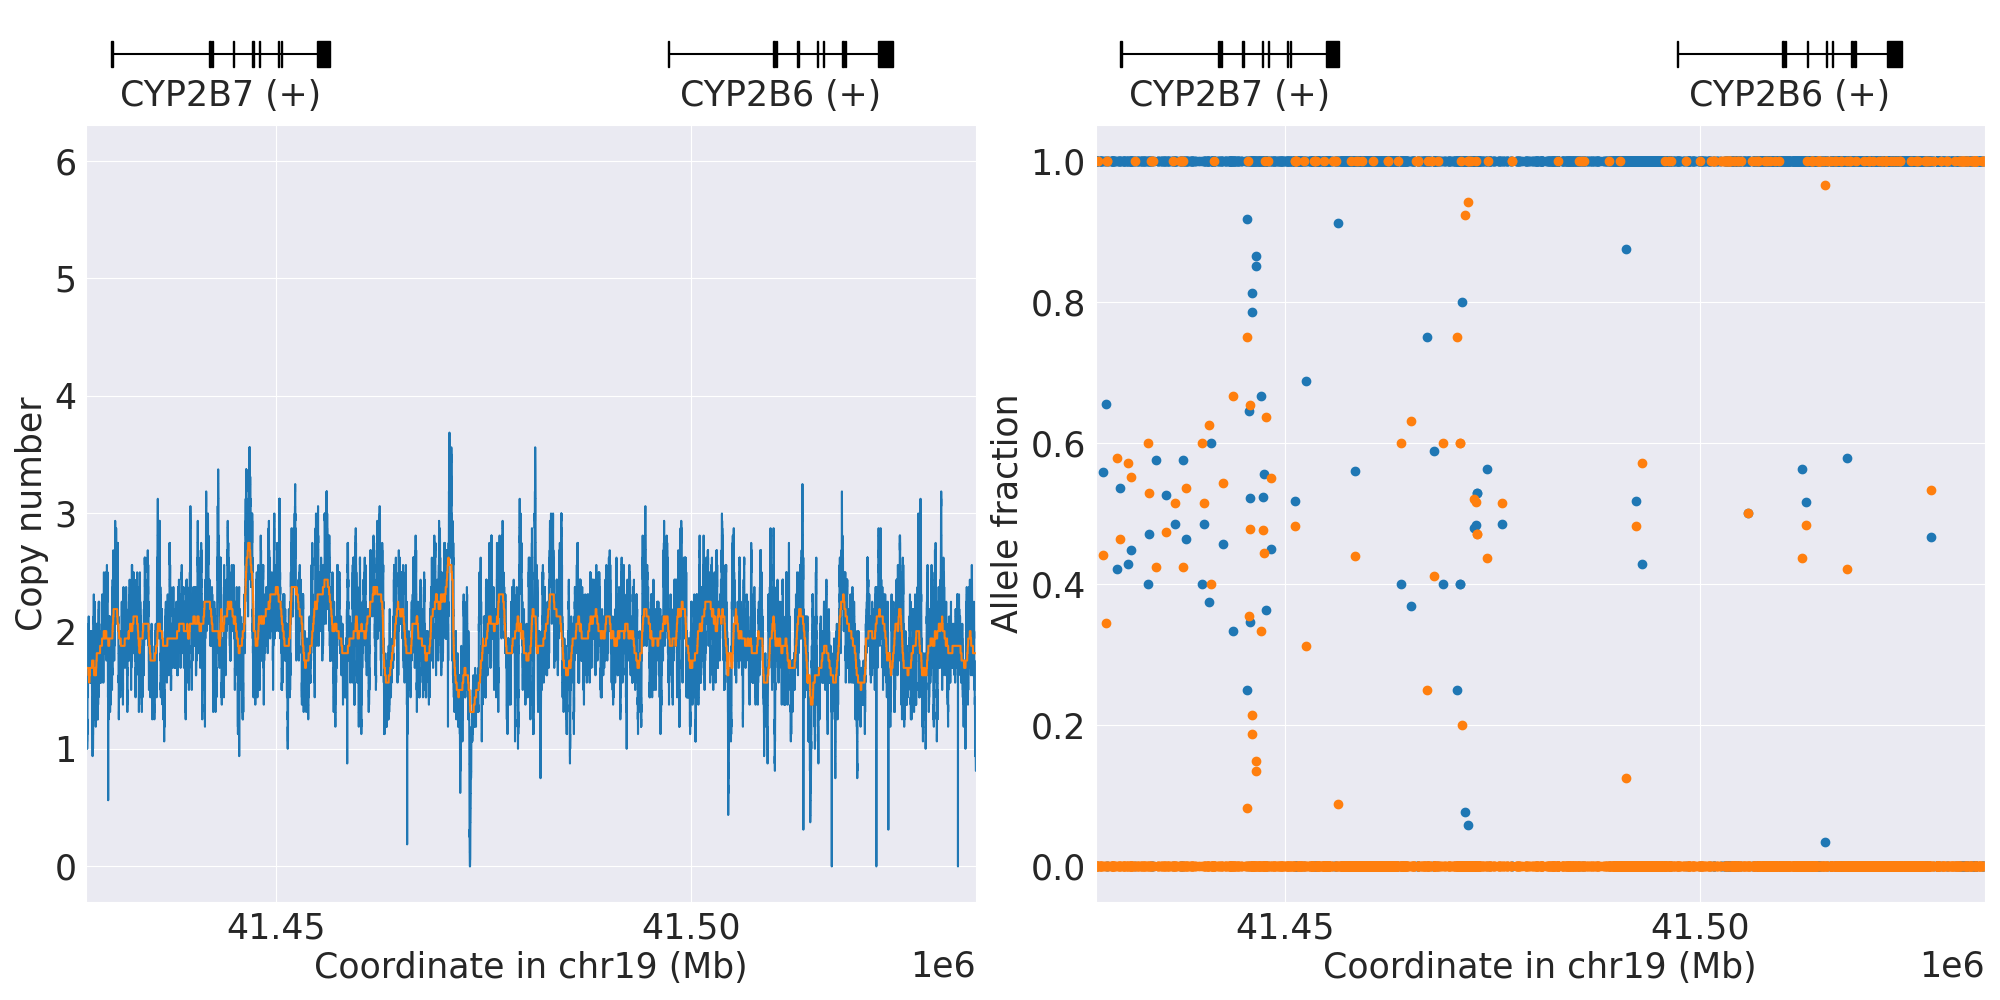 CYP2B7 (+)
CYP2B6 (+)
6
5
4
3
2
1
0
Copy number
41.45
41.50
Coordinate in chr19 (Mb)
1e6
CYP2B7 (+)
CYP2B6 (+)
1.0
0.8
0.6
0.4
0.2
0.0
Allele fraction
41.45
41.50
Coordinate in chr19 (Mb)
1e6